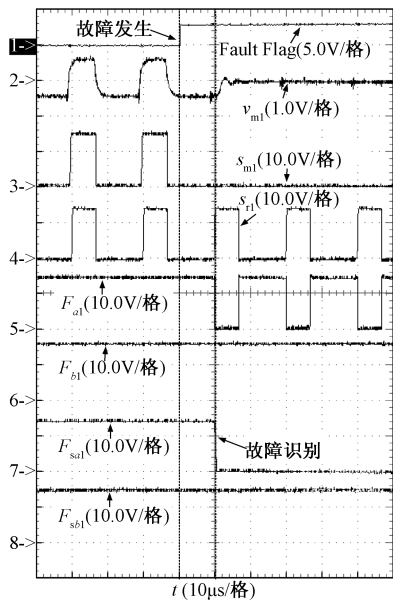 故障发生
1->
Fault Flag(5.0V/格)
2->
vm1(1.0V/格)
sm1(10.0V/格)
3->
sr1(10.0V/格)
4->
Fa1(10.0V/格)
5->
Fb1(10.0V/格)
6->
Fsa1(10.0V/格)
故障识别
7->
Fsb1(10.0V/格)
8->
t (10μs/格)